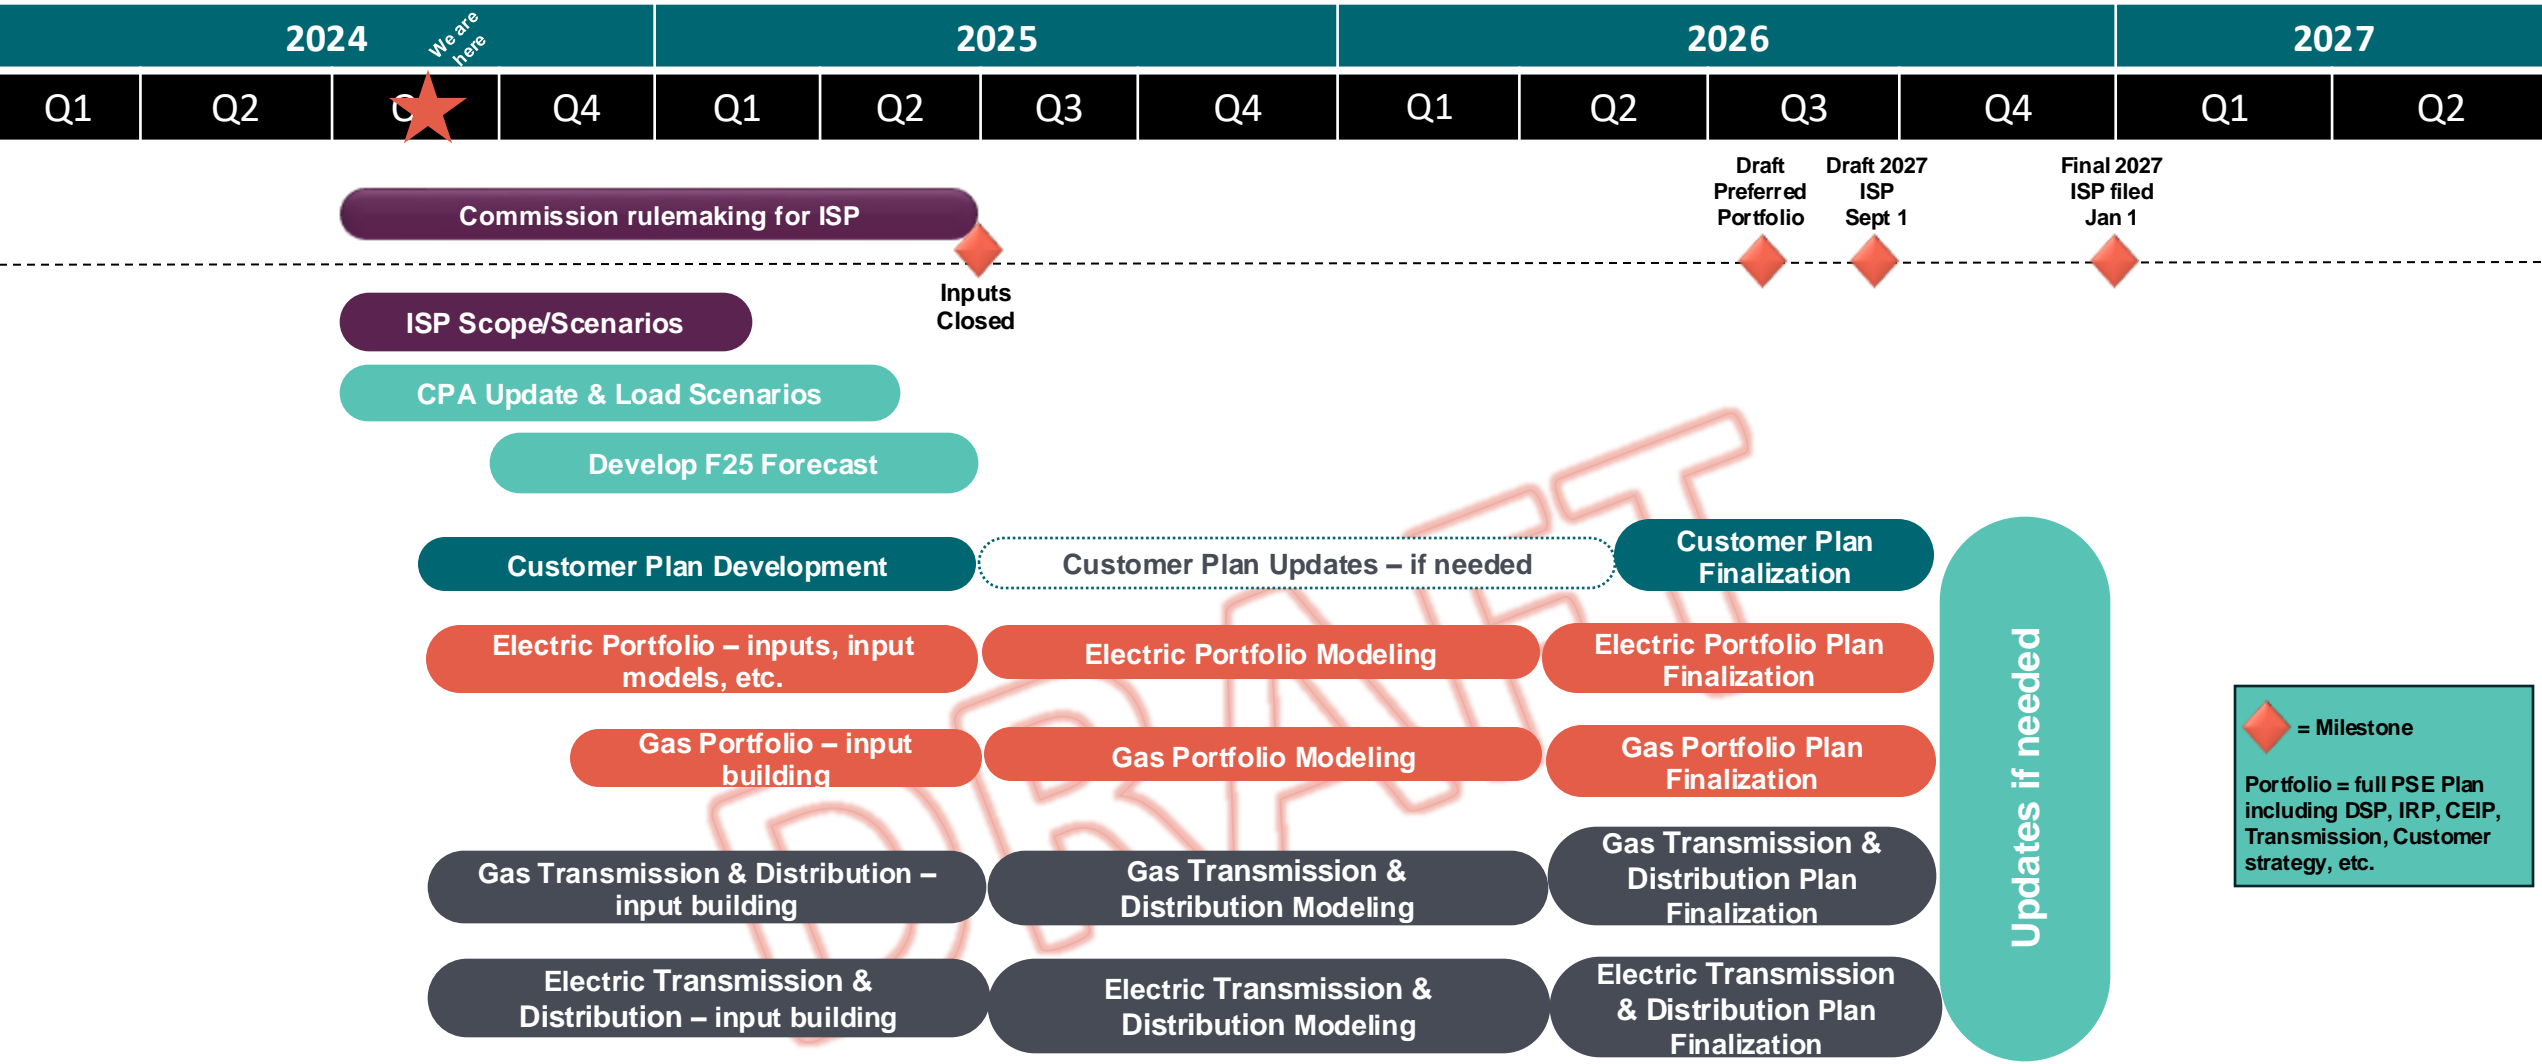 2024
We are
here
2025
2026
2027
Q1
Q2
Q4
Q1
Q2
Q3
Q4
Q1
Q2
Q3
Q4
Q1
Q2
Draft
Preferred
Portfolio
Draft 2027
ISP
Sept 1
Final 2027
ISP filed
Jan 1
Commission rulemaking for ISP
Inputs
Closed
ISP Scope/Scenarios
CPA Update & Load Scenarios
Develop F25 Forecast
Customer Plan Development
Customer Plan Updates – if needed
Customer Plan
Finalization
Electric Portfolio – inputs, input
models, etc.
Electric Portfolio Modeling
Electric Portfolio Plan
Finalization
Gas Portfolio – input
building
Gas Portfolio Modeling
Gas Portfolio Plan
Finalization
Gas Transmission & Distribution –
input building
Gas Transmission &
Distribution Modeling
Gas Transmission &
Distribution Plan
Finalization
Electric Transmission &
Distribution – input building
Electric Transmission &
Distribution Modeling
Electric Transmission
& Distribution Plan
Finalization
Updates if needed
= Milestone
Portfolio = full PSE Plan
including DSP, IRP, CEIP,
Transmission, Customer
strategy, etc.
DRAFT